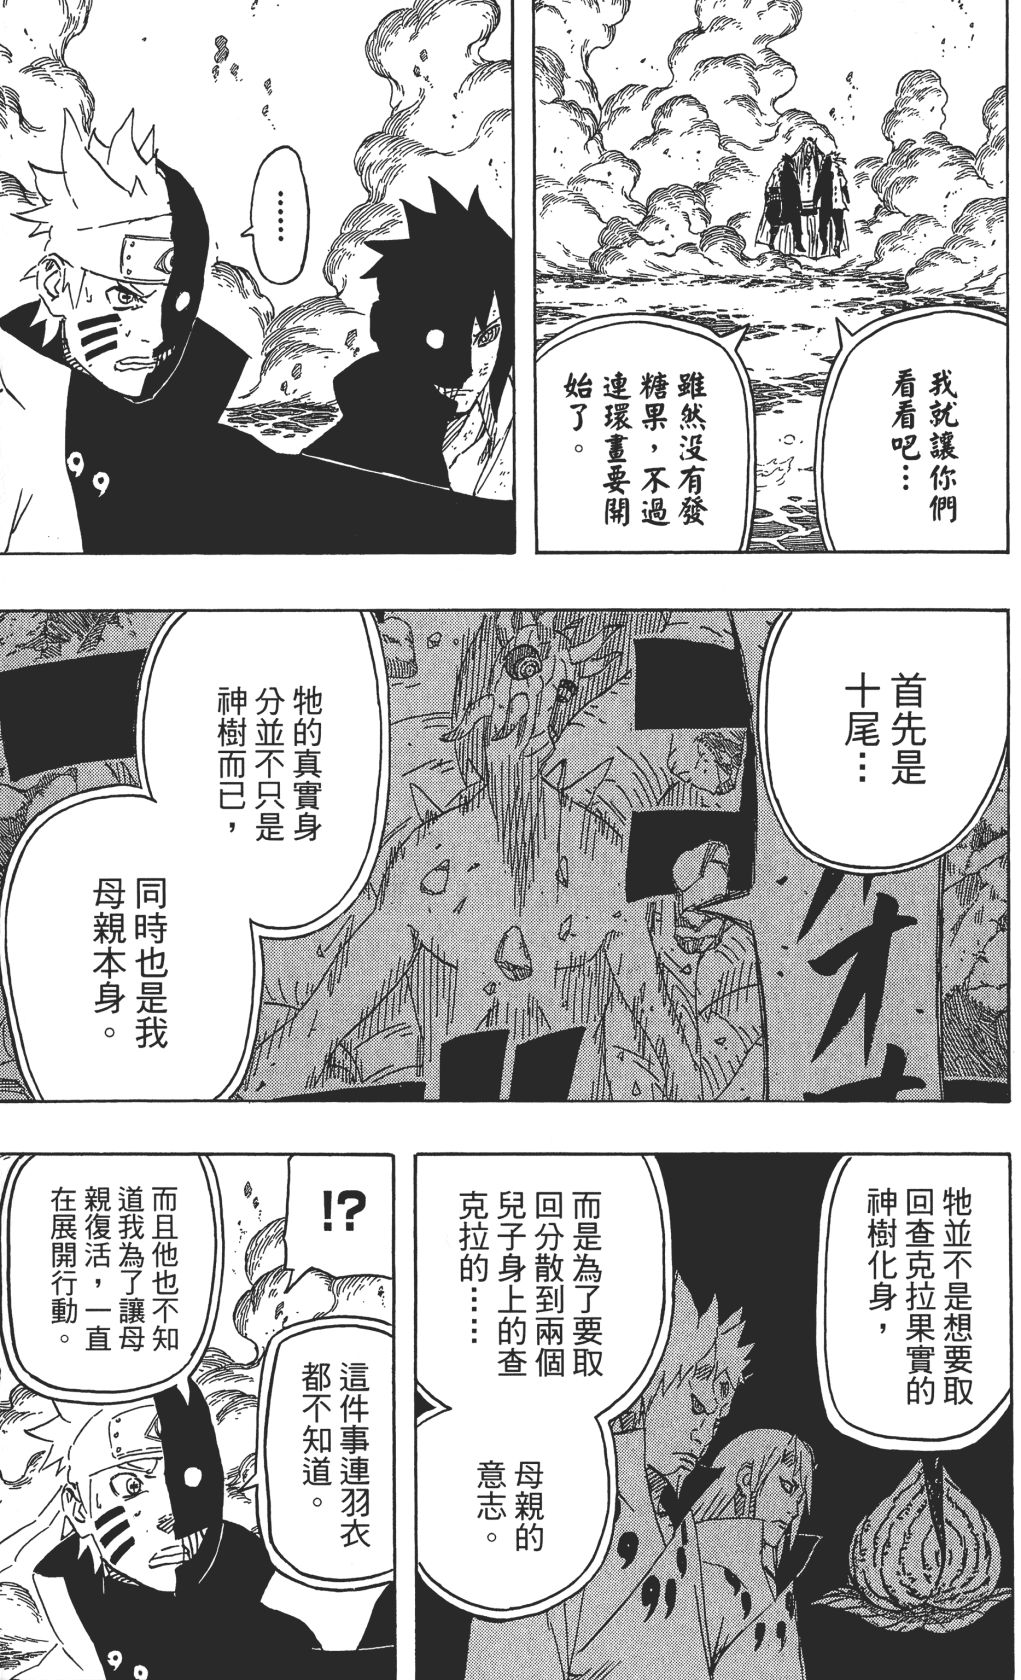 我就讓你們
看看吧…
雖然没有發
糖果，不過
連環畫要開
始了。
……
首先是
十尾…
牠的真實身
分並不只是
神樹而已，
同時也是我
母親本身。
オオ
牠並不是想要取
回查克拉果實的
神樹化身，
而是為了要取
回分散到兩個
兒子身上的查
克拉的……
母親的
意志。
!?
這件事連羽衣
都不知道。
而且他也不知
道我為了讓母
親復活，一直
在展開行動。